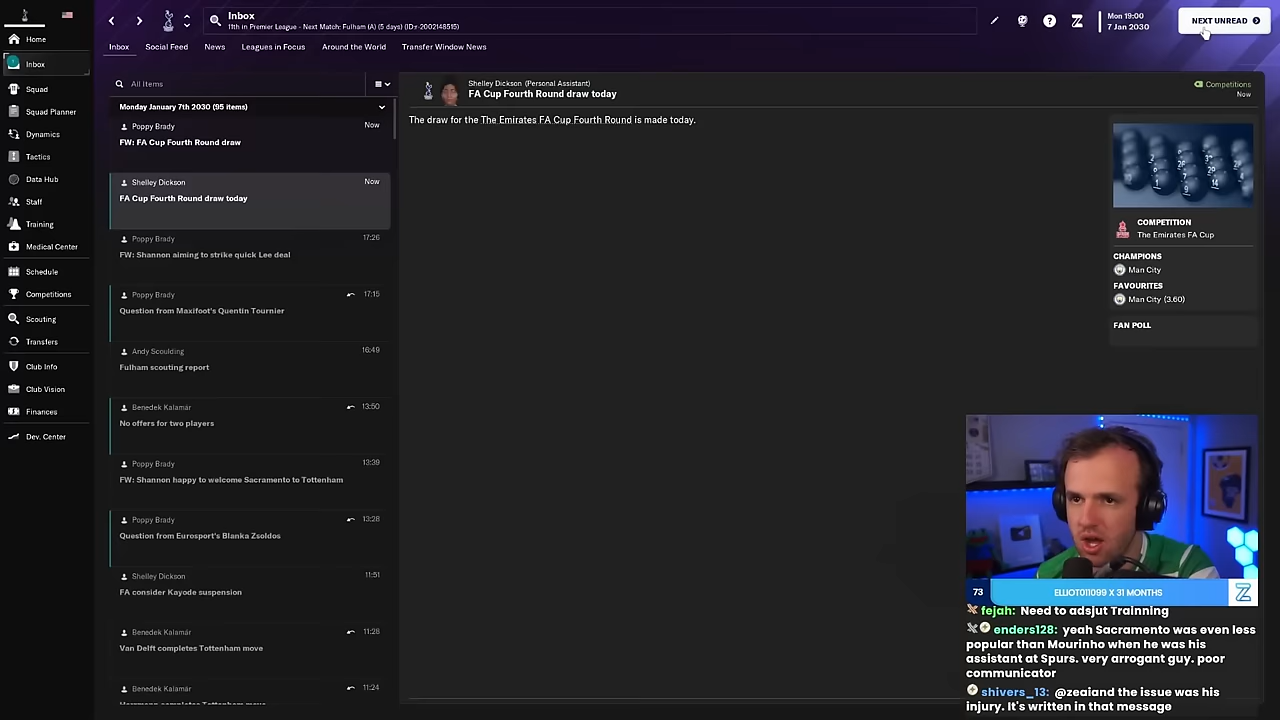 Inbox
11th in Premier League - Next Match: Fulham (A) (5 days) (ID:-2002148515)
Mon 19:00
7 Jan 2030
NEXT UNREAD
Inbox
Social Feed
News
Leagues in Focus
Around the World
Transfer Window News
Home
Inbox
Squad
Squad Planner
Dynamics
Tactics
Data Hub
Staff
Training
Medical Center
Schedule
Competitions
Scouting
Transfers
Club Info
Club Vision
Finances
Dev. Center
All Items
Monday January 7th 2030 (95 items)
Poppy Brady
Now
FW: FA Cup Fourth Round draw
Shelley Dickson
Now
FA Cup Fourth Round draw today
Poppy Brady
17:26
FW: Shannon aiming to strike quick Lee deal
Poppy Brady
17:15
Question from Maxifoot's Quentin Tournier
Andy Scoulding
16:49
Fulham scouting report
Benedek Kalamár
13:50
No offers for two players
Poppy Brady
13:39
FW: Shannon happy to welcome Sacramento to Tottenham
Poppy Brady
13:28
Question from Eurosport's Blanka Zsoldos
Shelley Dickson
11:51
FA consider Kayode suspension
Benedek Kalamár
11:28
Van Delft completes Tottenham move
Benedek Kalamár
11:24
Herrmann completes Tottenham move
Shelley Dickson (Personal Assistant)
FA Cup Fourth Round draw today
Competitions
Now
The draw for the The Emirates FA Cup Fourth Round is made today.
COMPETITION
The Emirates FA Cup
CHAMPIONS
Man City
FAVOURITES
Man City (3.60)
FAN POLL
73
ELLIOT011099 X 31 MONTHS
fejah: Need to adsjut Trainning
enders128: yeah Sacramento was even less
popular than Mourinho when he was his
assistant at Spurs. very arrogant guy. poor
communicator
shivers_13: @zealand the issue was his
injury. It's written in that message